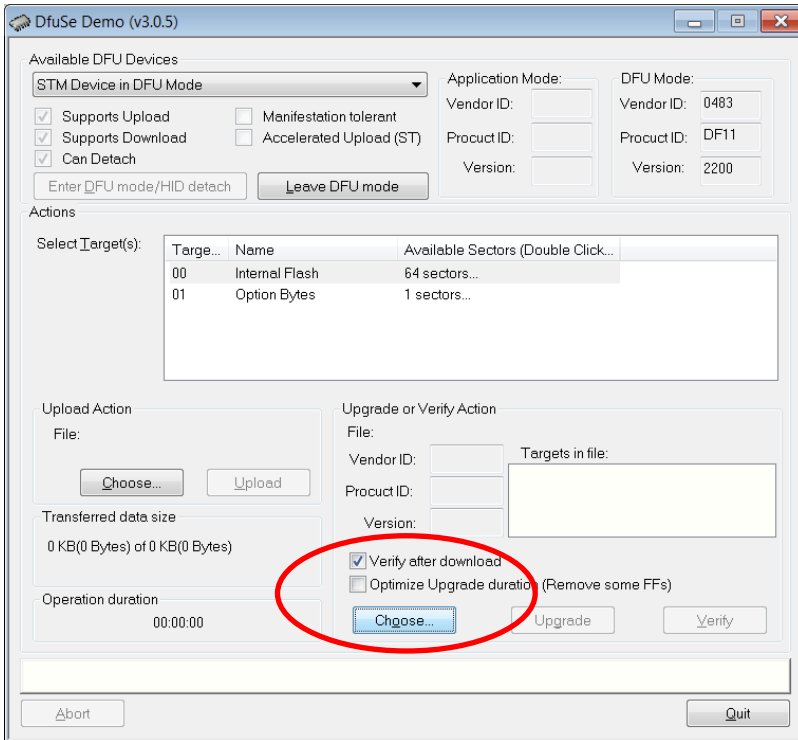 DfuSe Demo (v3.0.5)
Available DFU Devices
STM Device in DFU Mode
Supports Upload
Manifestation tolerant
Supports Download
Accelerated Upload (ST)
Can Detach
Enter DFU mode/HID detach
Leave DFU mode
Application Mode:
Vendor ID:
Procuct ID:
Version:
DFU Mode:
Vendor ID: 0483
Procuct ID: DF11
Version: 2200
Actions
Select Target(s):
Targe... Name Available Sectors (Double Click...
00 Internal Flash 64 sectors...
01 Option Bytes 1 sectors...
Upload Action
File:
Choose... Upload
Transferred data size
0 KB(0 Bytes) of 0 KB(0 Bytes)
Operation duration
00:00:00
Upgrade or Verify Action
File:
Vendor ID:
Procuct ID:
Version:
Targets in file:
Verify after download
Optimize Upgrade duration (Remove some FFs)
Choose... Upgrade Verify
Abort Quit